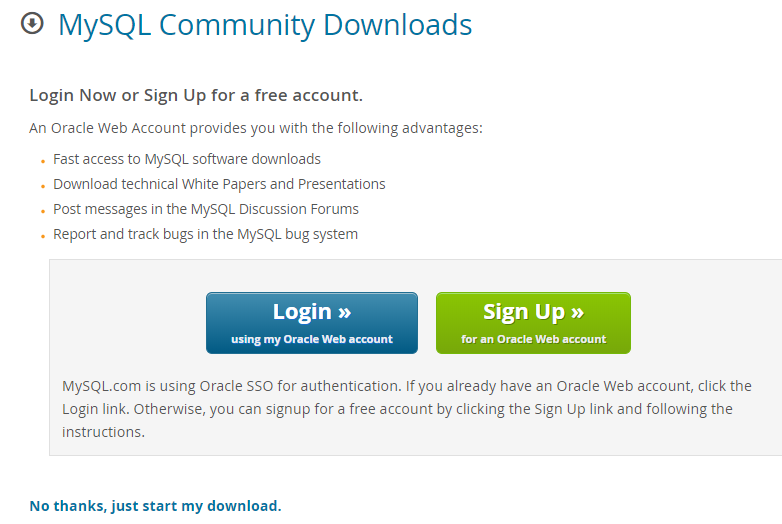 MySQL Community Downloads
Login Now or Sign Up for a free account.
An Oracle Web Account provides you with the following advantages:
Fast access to MySQL software downloads
Download technical White Papers and Presentations
Post messages in the MySQL Discussion Forums
Report and track bugs in the MySQL bug system
Login »
using my Oracle Web account
Sign Up »
for an Oracle Web account
MySQL.com is using Oracle SSO for authentication. If you already have an Oracle Web account, click the
Login link. Otherwise, you can signup for a free account by clicking the Sign Up link and following the
instructions.
No thanks, just start my download.